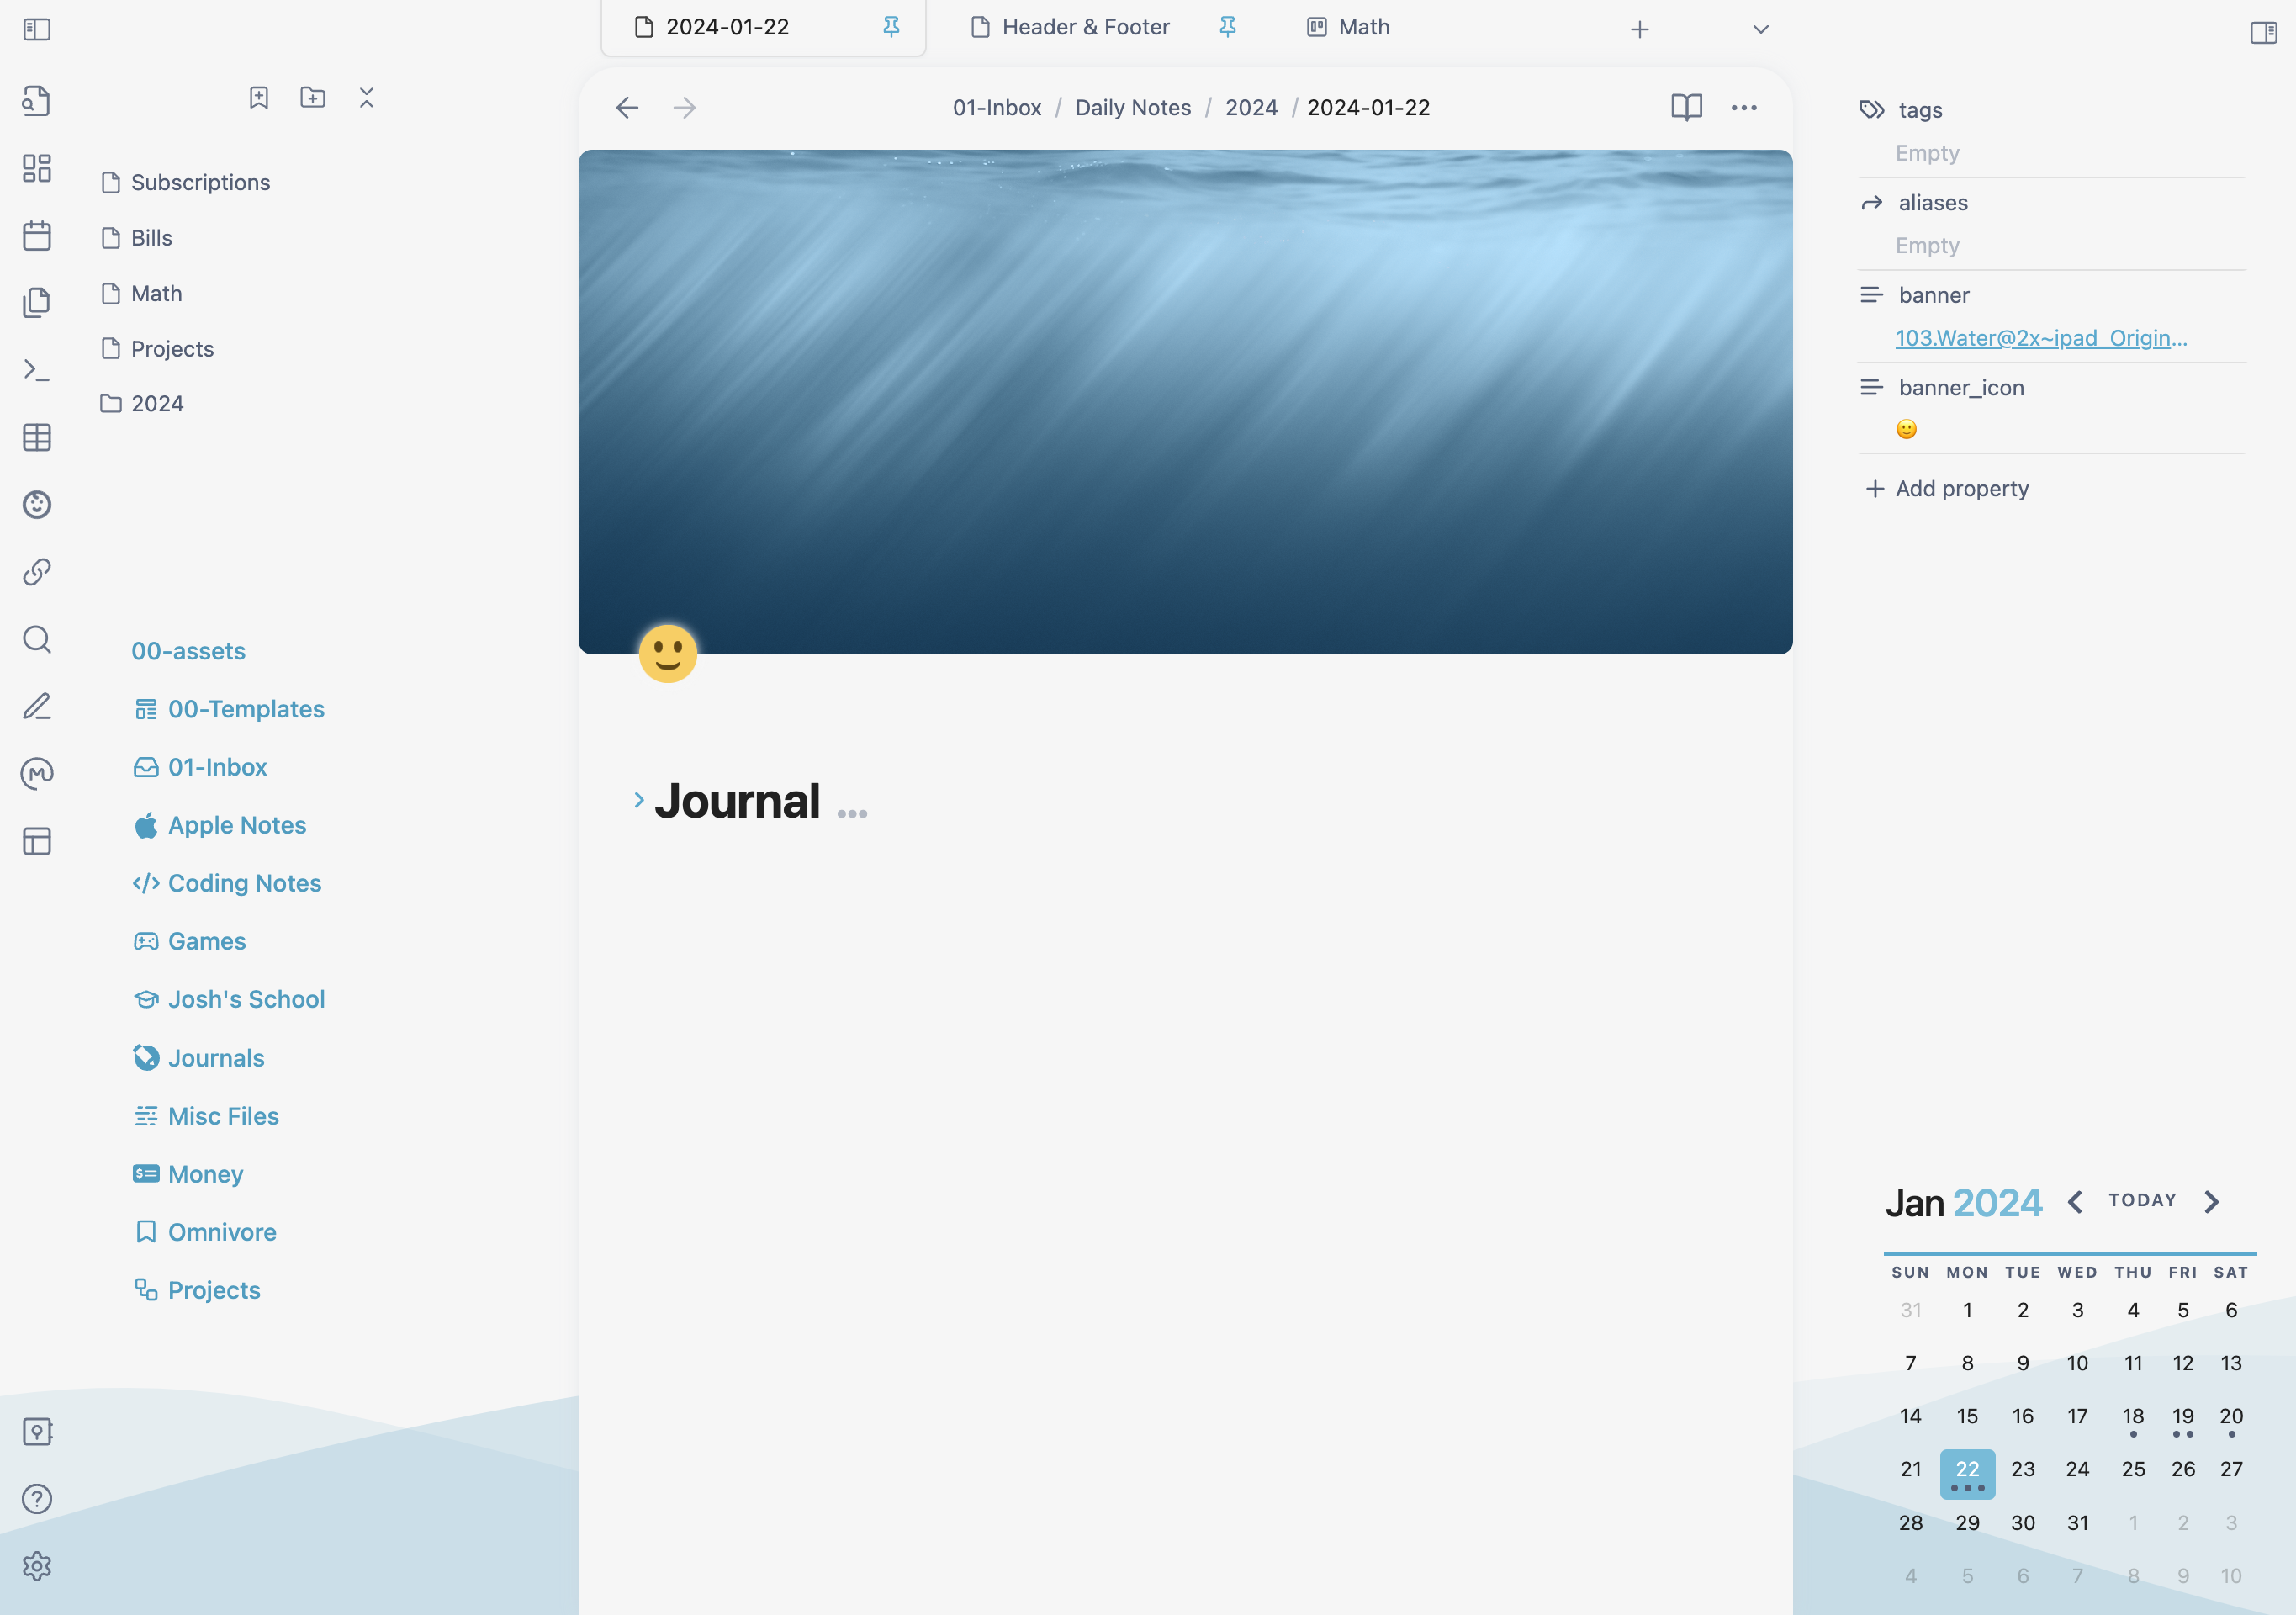 2024-01-22
Header & Footer
Math
01-Inbox / Daily Notes / 2024 / 2024-01-22
Subscriptions
Bills
Math
Projects
2024
00-assets
00-Templates
01-Inbox
Apple Notes
Coding Notes
Games
Josh's School
Journals
Misc Files
Money
Omnivore
Projects
Journal ...
tags
Empty
aliases
Empty
banner
103.Water@2x~ipad_Origin...
banner_icon
Add property
Jan 2024 TODAY
SUN MON TUE WED THU FRI SAT
31 1 2 3 4 5 6
7 8 9 10 11 12 13
14 15 16 17 18 19 20
21 22 23 24 25 26 27
28 29 30 31 1 2 3
4 5 6 7 8 9 10